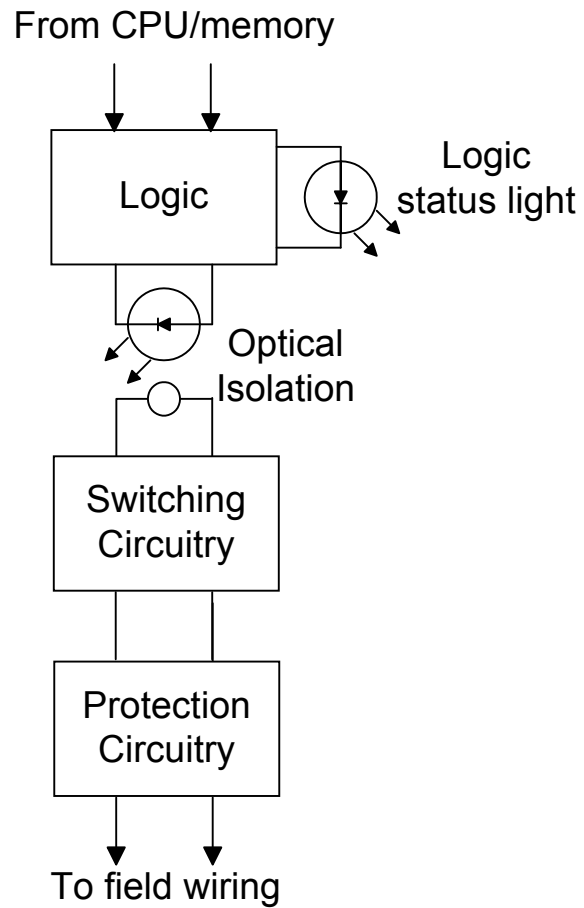 From CPU/memory
Logic
Logic
status light
Optical
Isolation
Switching
Circuitry
Protection
Circuitry
To field wiring